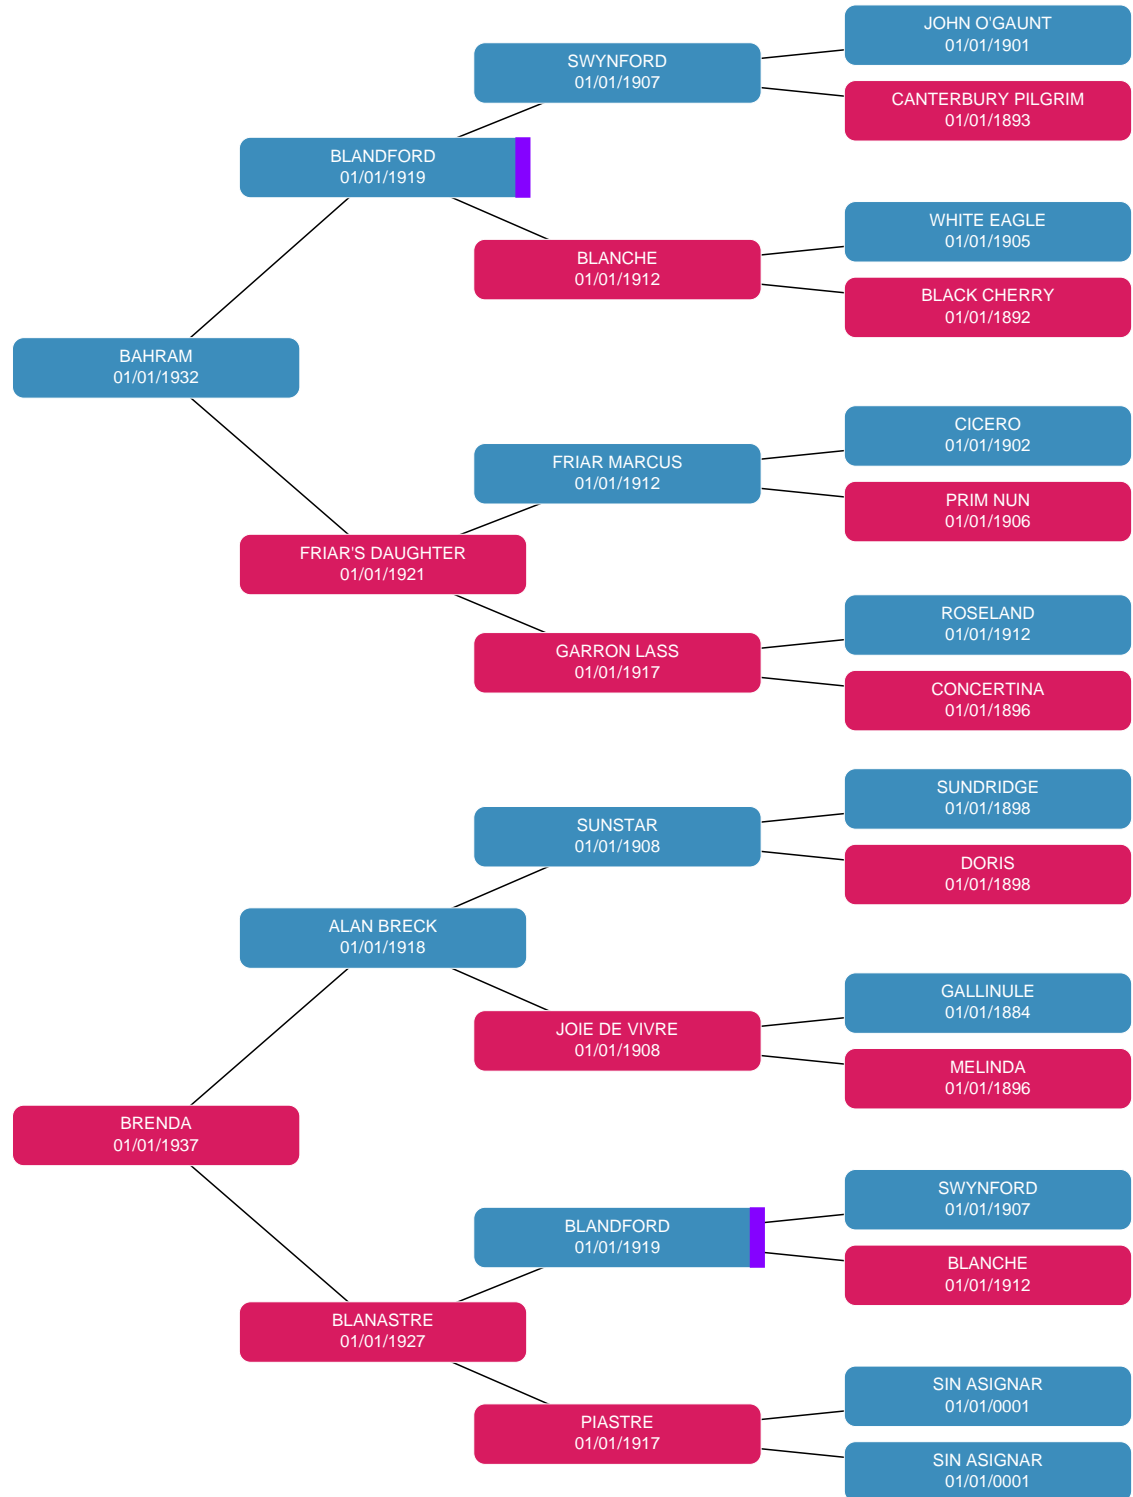 JOHN O'GAUNT
01/01/1901
SWYNFORD
01/01/1907
CANTERBURY PILGRIM
01/01/1893
BLANDFORD
01/01/1919
WHITE EAGLE
01/01/1905
BLANCHE
01/01/1912
BLACK CHERRY
01/01/1892
BAHRAM
01/01/1932
CICERO
01/01/1902
FRIAR MARCUS
01/01/1912
PRIM NUN
01/01/1906
FRIAR'S DAUGHTER
01/01/1921
ROSELAND
01/01/1912
GARRON LASS
01/01/1917
CONCERTINA
01/01/1896
SUNDRIDGE
01/01/1898
SUNSTAR
01/01/1908
DORIS
01/01/1898
ALAN BRECK
01/01/1918
GALLINULE
01/01/1884
JOIE DE VIVRE
01/01/1908
MELINDA
01/01/1896
BRENDA
01/01/1937
SWYNFORD
01/01/1907
BLANDFORD
01/01/1919
BLANCHE
01/01/1912
BLANASTRE
01/01/1927
SIN ASIGNAR
01/01/0001
PIASTRE
01/01/1917
SIN ASIGNAR
01/01/0001